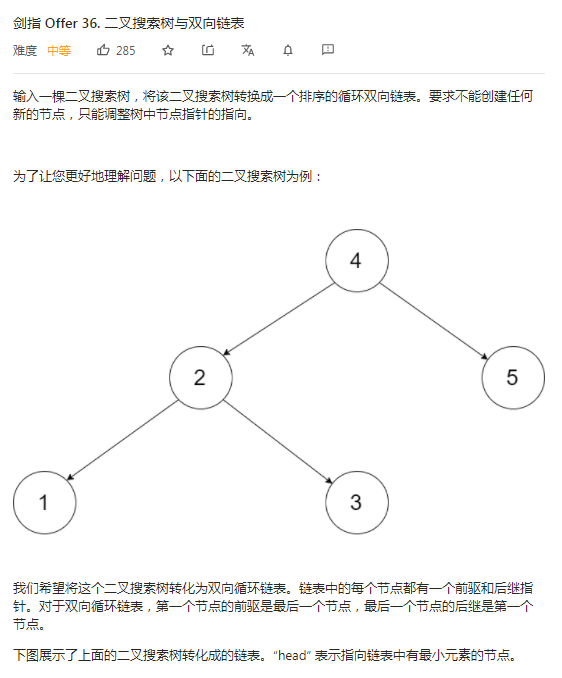 剑指 Offer 36. 二叉搜索树与双向链表
难度 中等 285
输入一棵二叉搜索树，将该二叉搜索树转换成一个排序的循环双向链表。要求不能创建任何
新的节点，只能调整树中节点指针的指向。
为了让您更好地理解问题，以下面的二叉搜索树为例：
4
2
5
1
3
我们希望将这个二叉搜索树转化为双向循环链表。链表中的每个节点都有一个前驱和后继指
针。对于双向循环链表，第一个节点的前驱是最后一个节点，最后一个节点的后继是第一个
节点。
下图展示了上面的二叉搜索树转化成的链表。“head” 表示指向链表中有最小元素的节点。